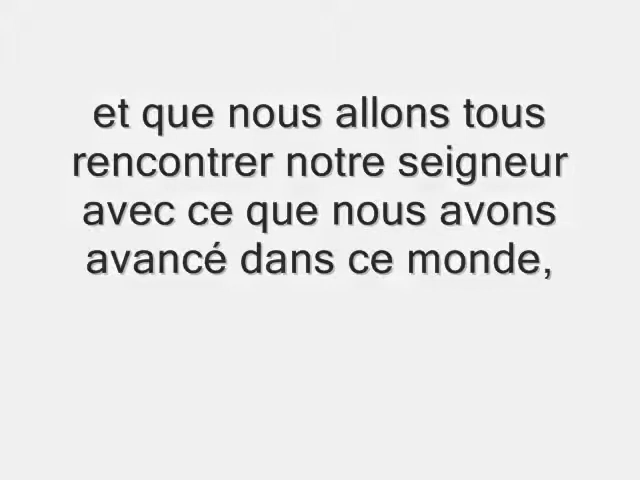 et que nous allons tous
rencontrer notre seigneur
avec ce que nous avons
avancé dans ce monde,